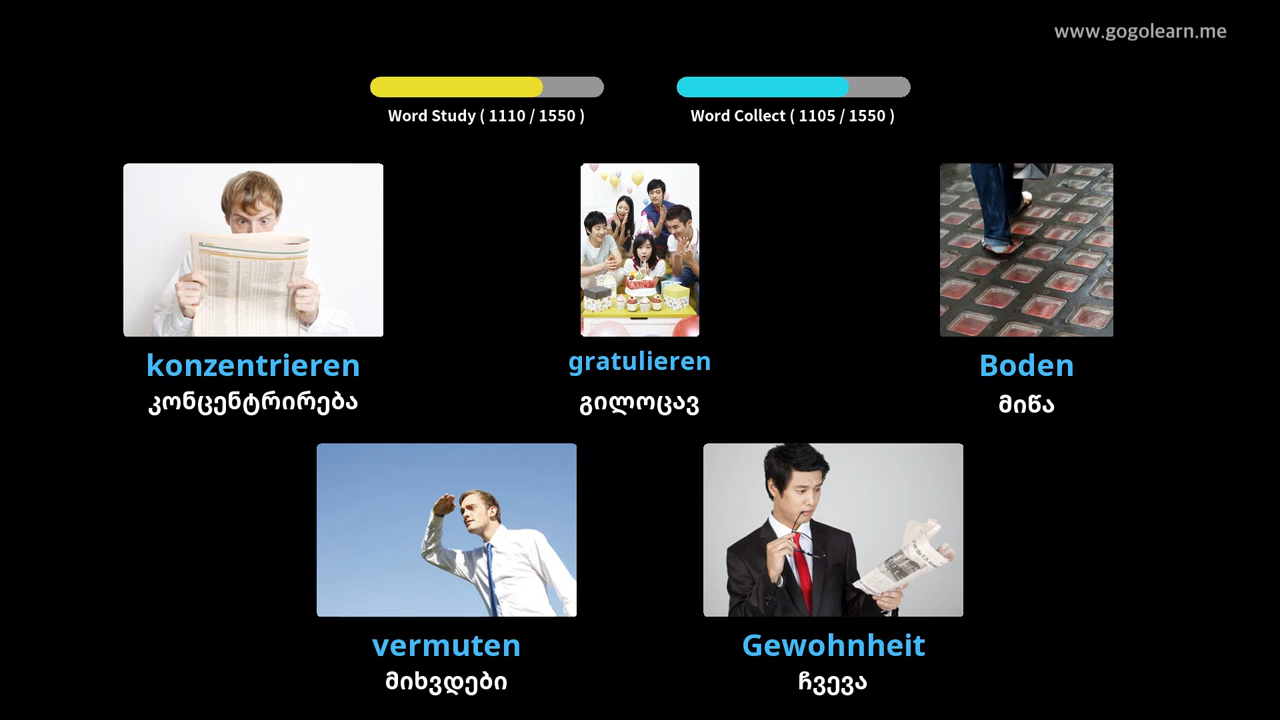 www.gogolearn.me
Word Study ( 1110 / 1550 )
Word Collect ( 1105 / 1550 )
konzentrieren
კონცენტრირება
gratulieren
გილოცავ
Boden
მიწა
vermuten
მიხვდები
Gewohnheit
ჩვევა